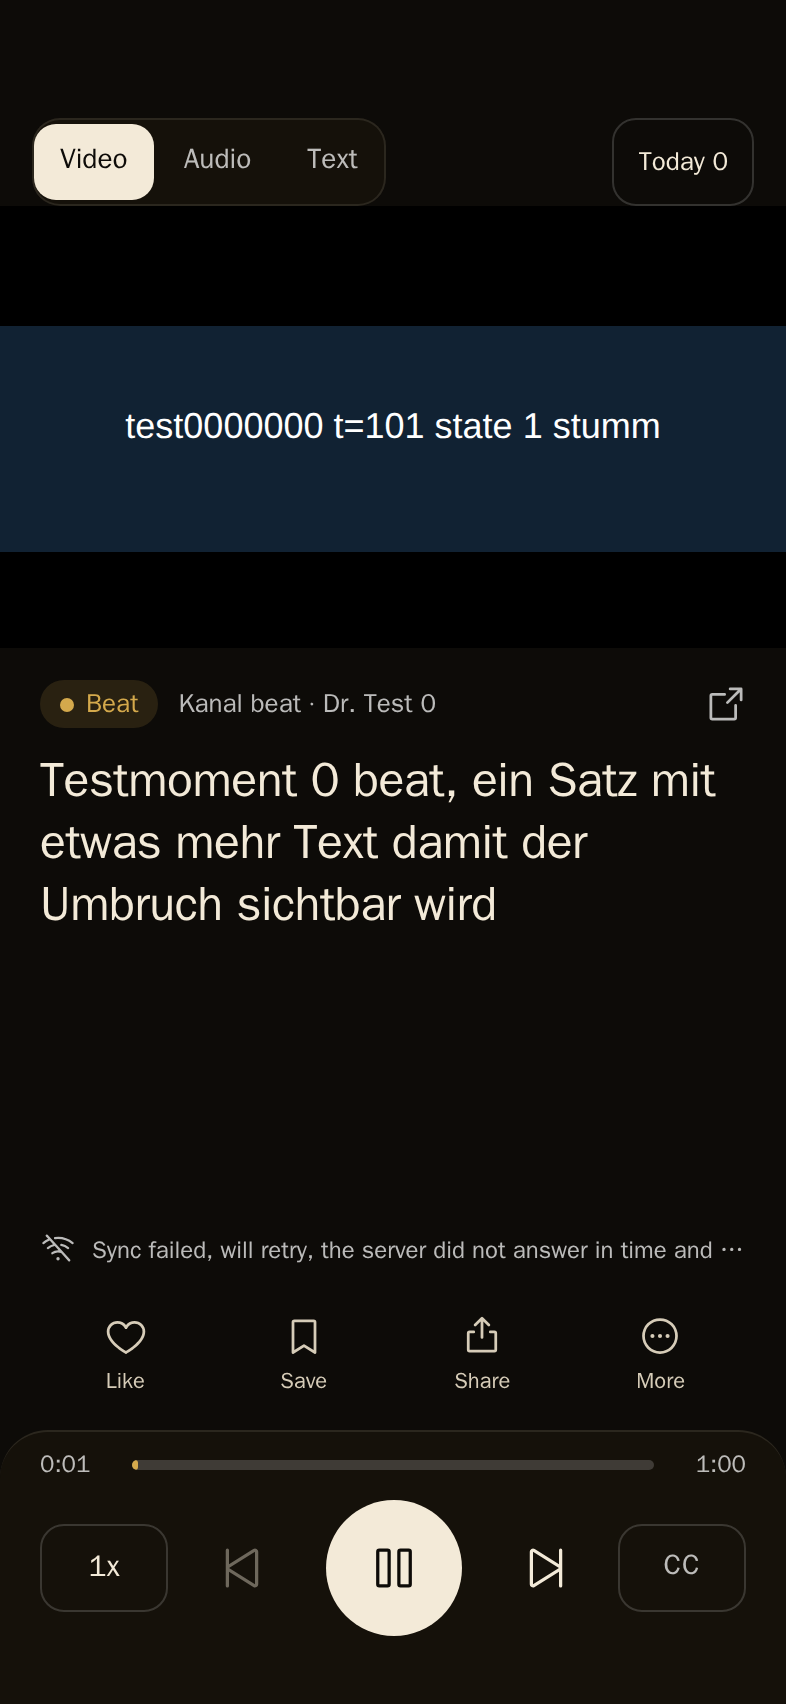 Video Audio Text Today 0
test0000000 t=101 state 1 stumm
Beat Kanal beat · Dr. Test 0
Testmoment 0 beat, ein Satz mit
etwas mehr Text damit der
Umbruch sichtbar wird
Sync failed, will retry, the server did not answer in time and ...
Like Save Share More
0:01 1:00
1x CC